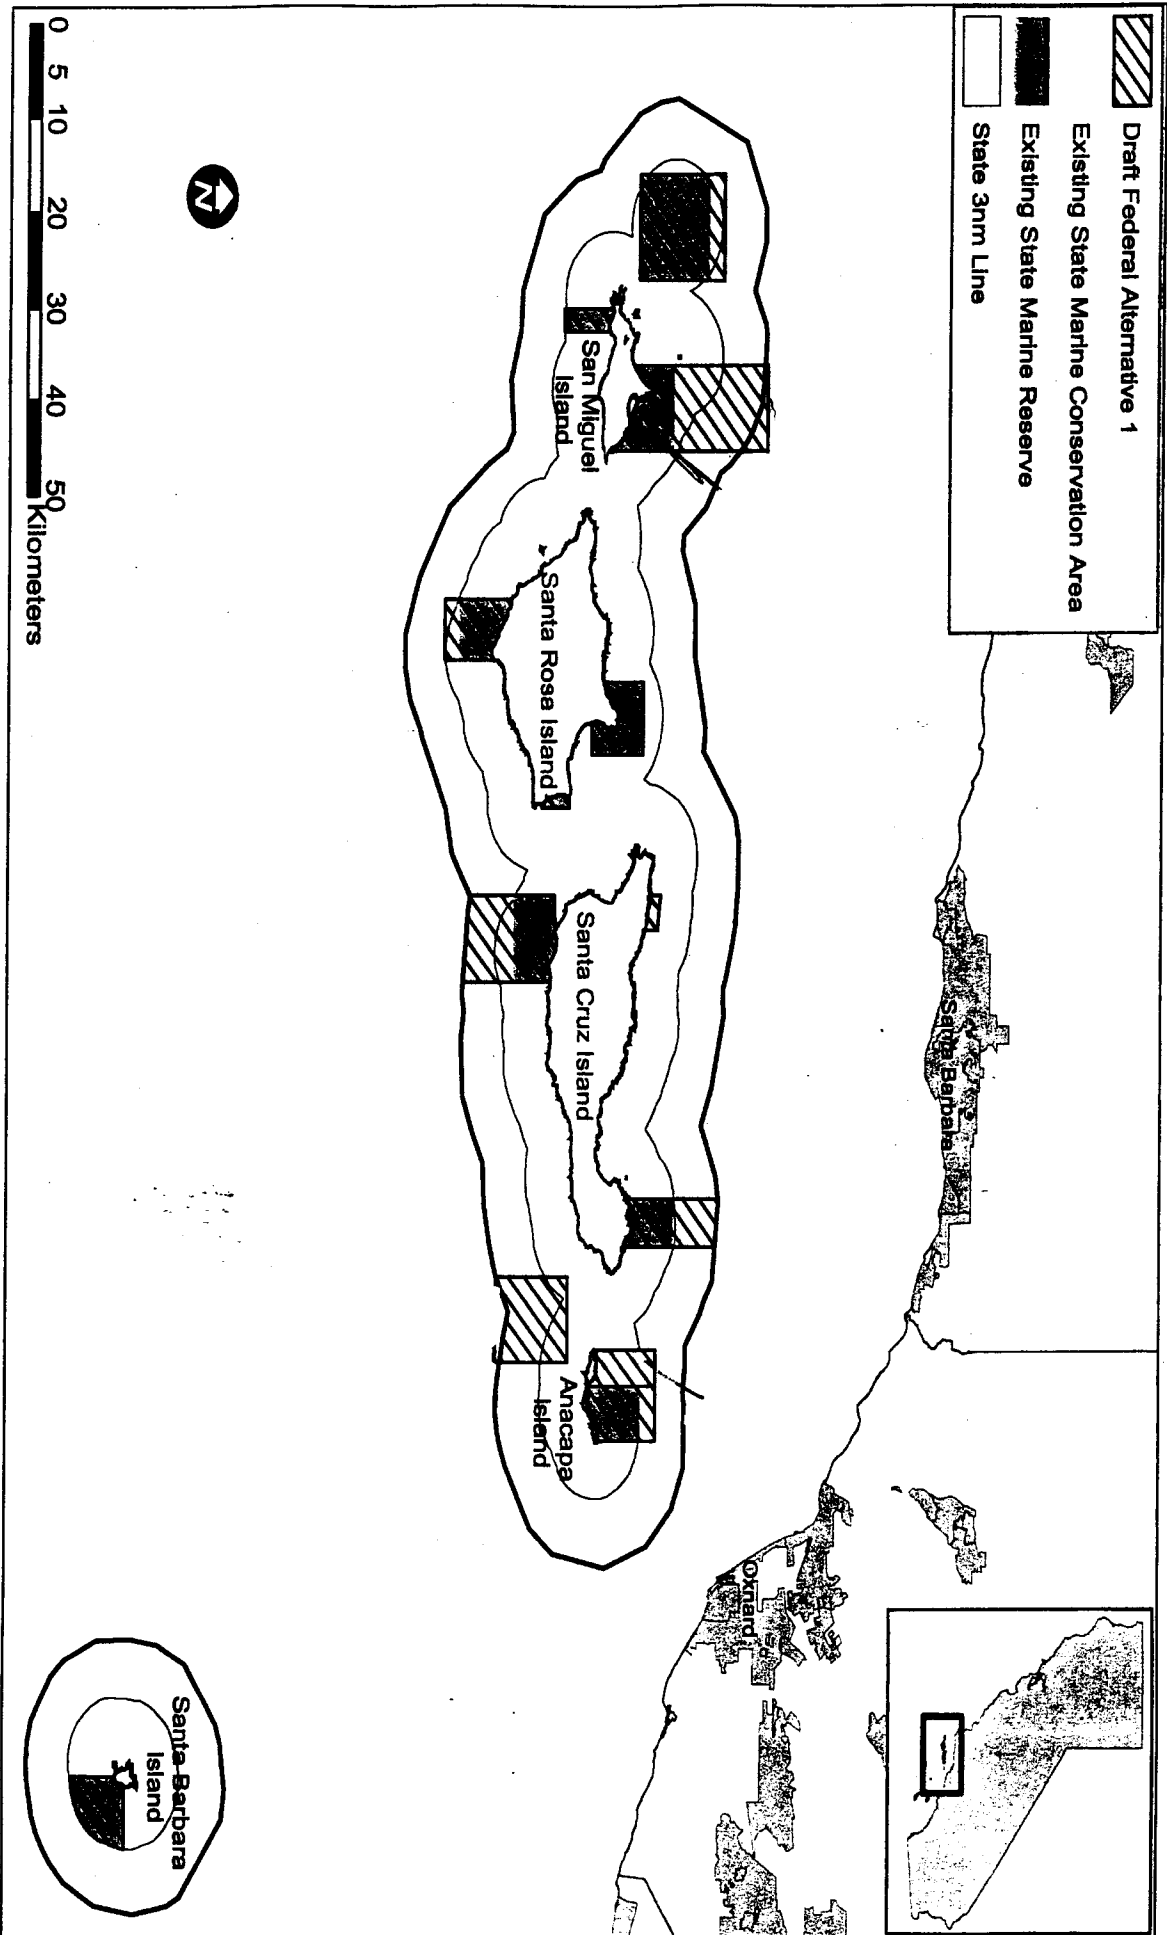 Draft Federal Alternative 1
Existing State Marine Conservation Area
Existing State Marine Reserve
State 3nm Line
Santa Barbara
Oxnard
San Miguel
Island
Santa Rosa Island
Santa Cruz Island
Anacapa
Island
Santa Barbara
Island
N
0 5 10 20 30 40 50
Kilometers